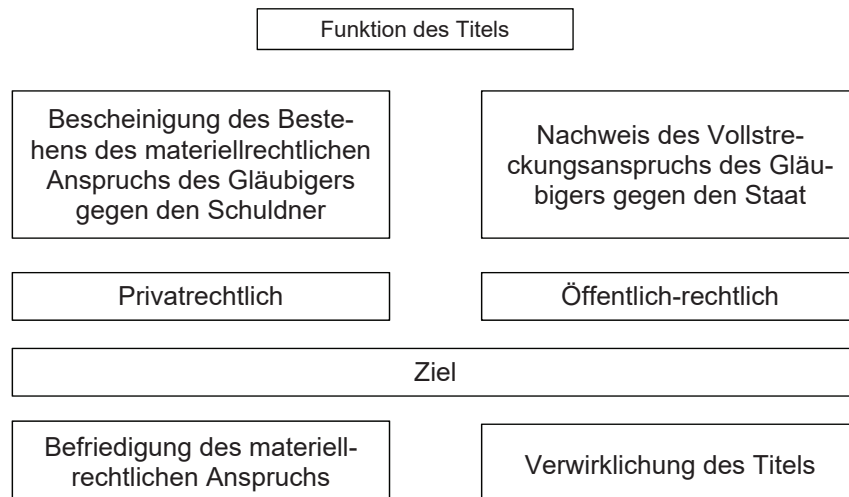 Funktion des Titels
Bescheinigung des Beste-
hens des materiellrechtlichen
Anspruchs des Gläubigers
gegen den Schuldner
Nachweis des Vollstre-
ckungsanspruchs des Gläu-
bigers gegen den Staat
Privatrechtlich
Öffentlich-rechtlich
Ziel
Befriedigung des materiell-
rechtlichen Anspruchs
Verwirklichung des Titels